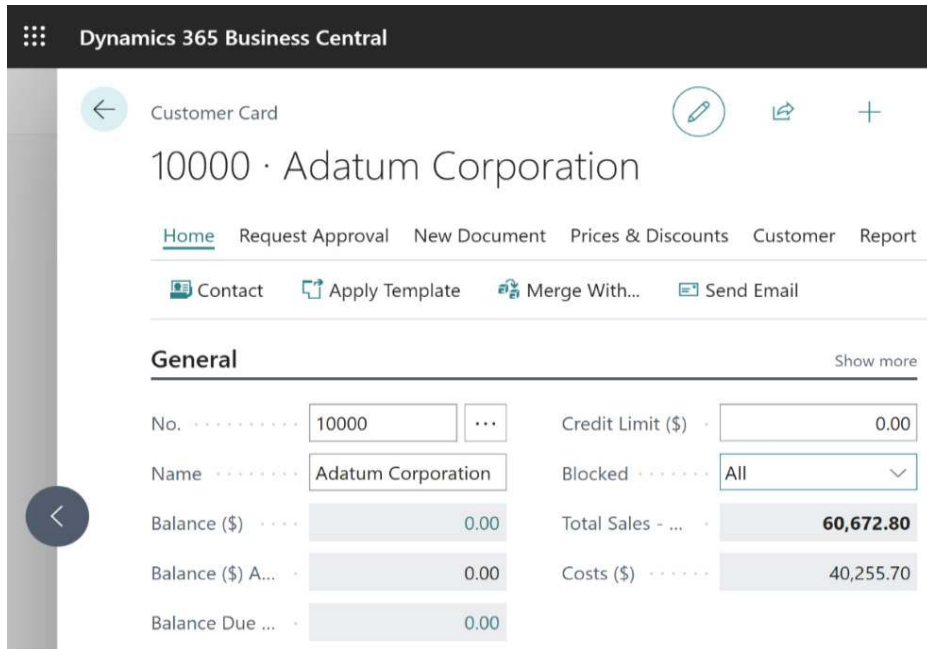 Dynamics 365 Business Central
Customer Card
10000 · Adatum Corporation
Home Request Approval New Document Prices & Discounts Customer Report
Contact Apply Template Merge With... Send Email
General Show more
No. 10000 ... Credit Limit ($) 0.00
Name Adatum Corporation Blocked All
Balance ($) 0.00 Total Sales - ... 60,672.80
Balance ($) A... 0.00 Costs ($) 40,255.70
Balance Due ... 0.00